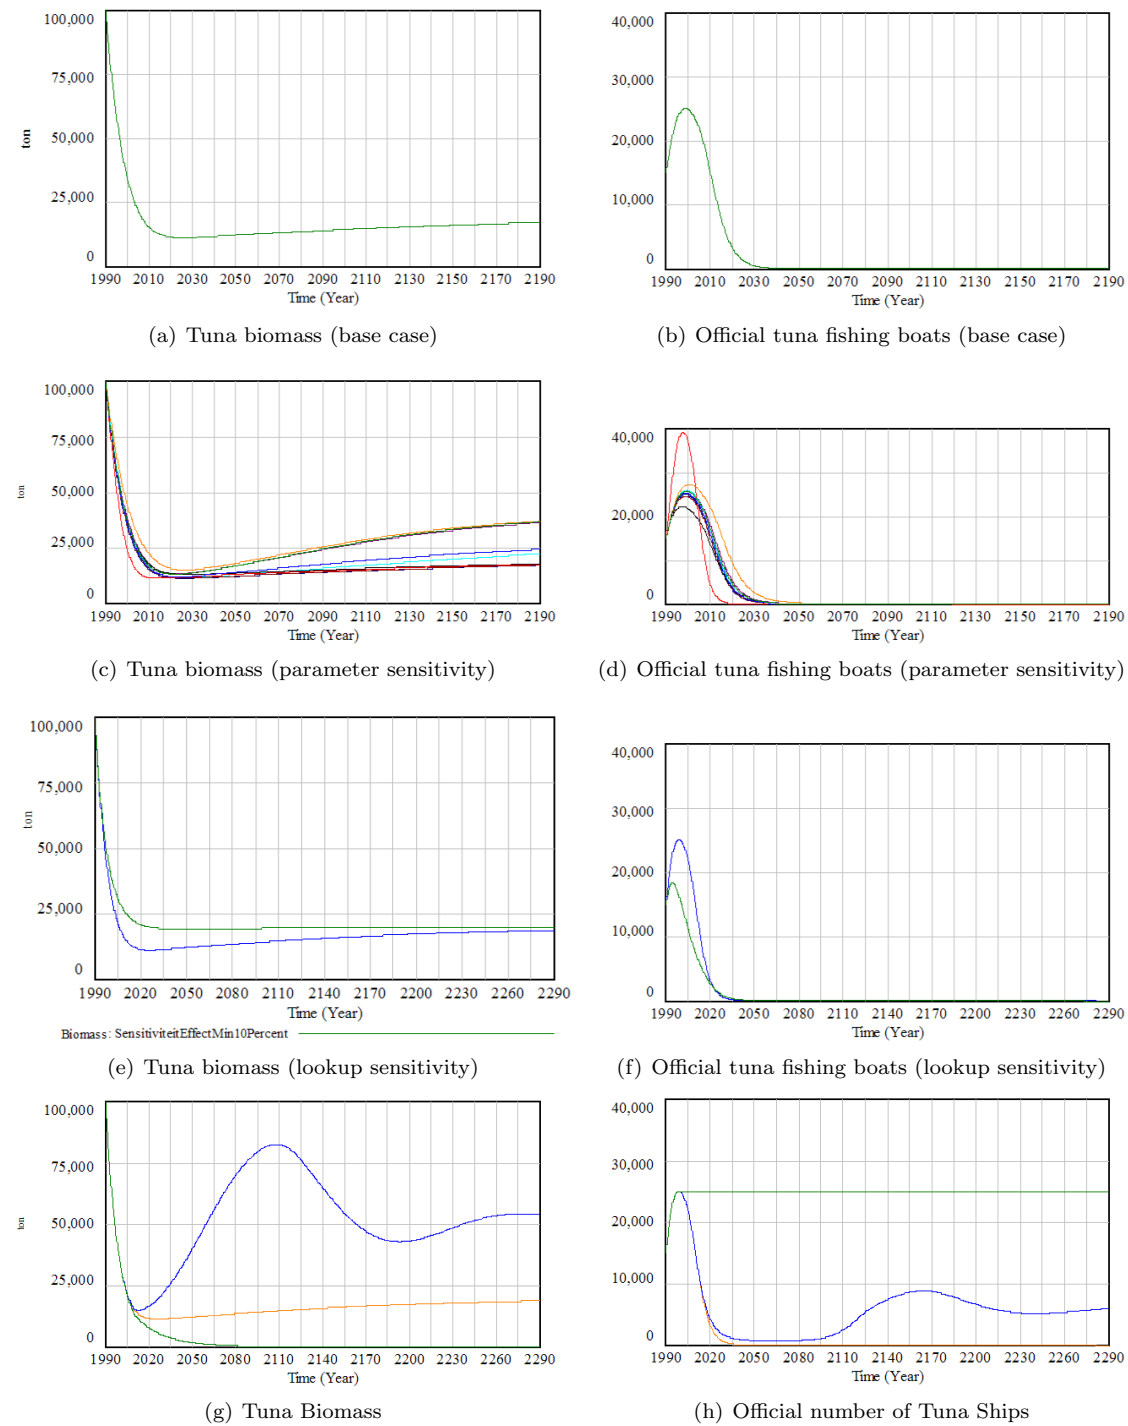 100,000
75,000
50,000
25,000
0
ton
1990 2010 2030 2050 2070 2090 2110 2130 2150 2170 2190
Time (Year)
(a) Tuna biomass (base case)
40,000
30,000
20,000
10,000
0
1990 2010 2030 2050 2070 2090 2110 2130 2150 2170 2190
Time (Year)
(b) Official tuna fishing boats (base case)
100,000
75,000
50,000
25,000
0
ton
1990 2010 2030 2050 2070 2090 2110 2130 2150 2170 2190
Time (Year)
(c) Tuna biomass (parameter sensitivity)
40,000
20,000
0
1990 2010 2030 2050 2070 2090 2110 2130 2150 2170 2190
Time (Year)
(d) Official tuna fishing boats (parameter sensitivity)
100,000
75,000
50,000
25,000
0
ton
1990 2020 2050 2080 2110 2140 2170 2200 2230 2260 2290
Time (Year)
Biomass: SensitiviteitEffectMin10Percent
(e) Tuna biomass (lookup sensitivity)
40,000
30,000
20,000
10,000
0
1990 2020 2050 2080 2110 2140 2170 2200 2230 2260 2290
Time (Year)
(f) Official tuna fishing boats (lookup sensitivity)
100,000
75,000
50,000
25,000
0
ton
1990 2020 2050 2080 2110 2140 2170 2200 2230 2260 2290
Time (Year)
(g) Tuna Biomass
40,000
30,000
20,000
10,000
0
1990 2020 2050 2080 2110 2140 2170 2200 2230 2260 2290
Time (Year)
(h) Official number of Tuna Ships